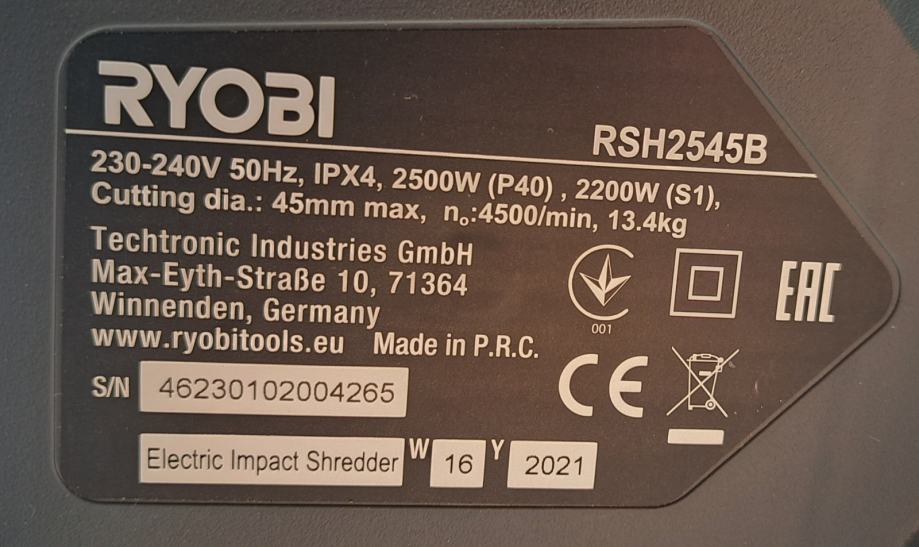 RYOBI
RSH2545B
230-240V 50Hz, IPX4, 2500W (P40) , 2200W (S1),
Cutting dia.: 45mm max, no:4500/min, 13.4kg
Techtronic Industries GmbH
Max-Eyth-Straße 10, 71364
Winnenden, Germany
www.ryobitools.eu Made in P.R.C.
001
EAC
CE
S/N 46230102004265
Electric Impact Shredder W 16 Y 2021